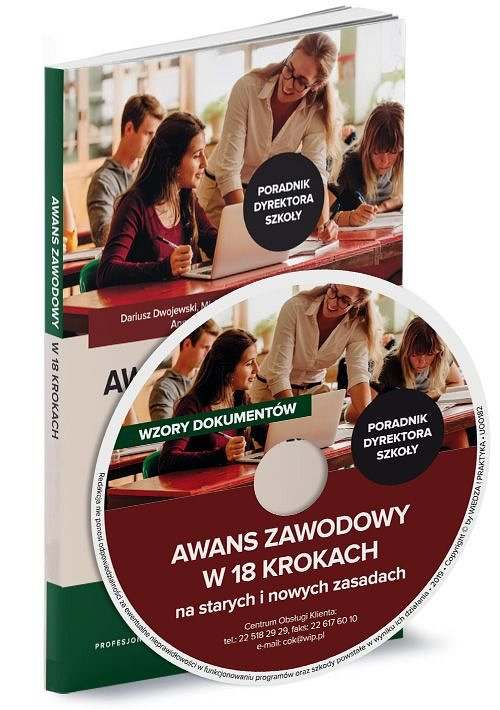 AWANS ZAWODOWY W 18 KROKACH
PORADNIK
DYREKTORA
SZKOŁY
Dariusz Dwojewski,
WZORY DOKUMENTÓW
PORADNIK
DYREKTORA
SZKOŁY
AWANS ZAWODOWY
W 18 KROKACH
na starych i nowych zasadach
Centrum Obsługi Klienta:
tel.: 22 518 29 29, faks: 22 617 60 10
e-mail: cok@wip.pl
Redakcja nie ponosi odpowiedzialności za ewentualne nieprawidłowości w funkcjonowaniu programów oraz szkody powstałe w wyniku ich działania • 2019 • Copyright © by WIEDZA I PRAKTYKA • UOO182